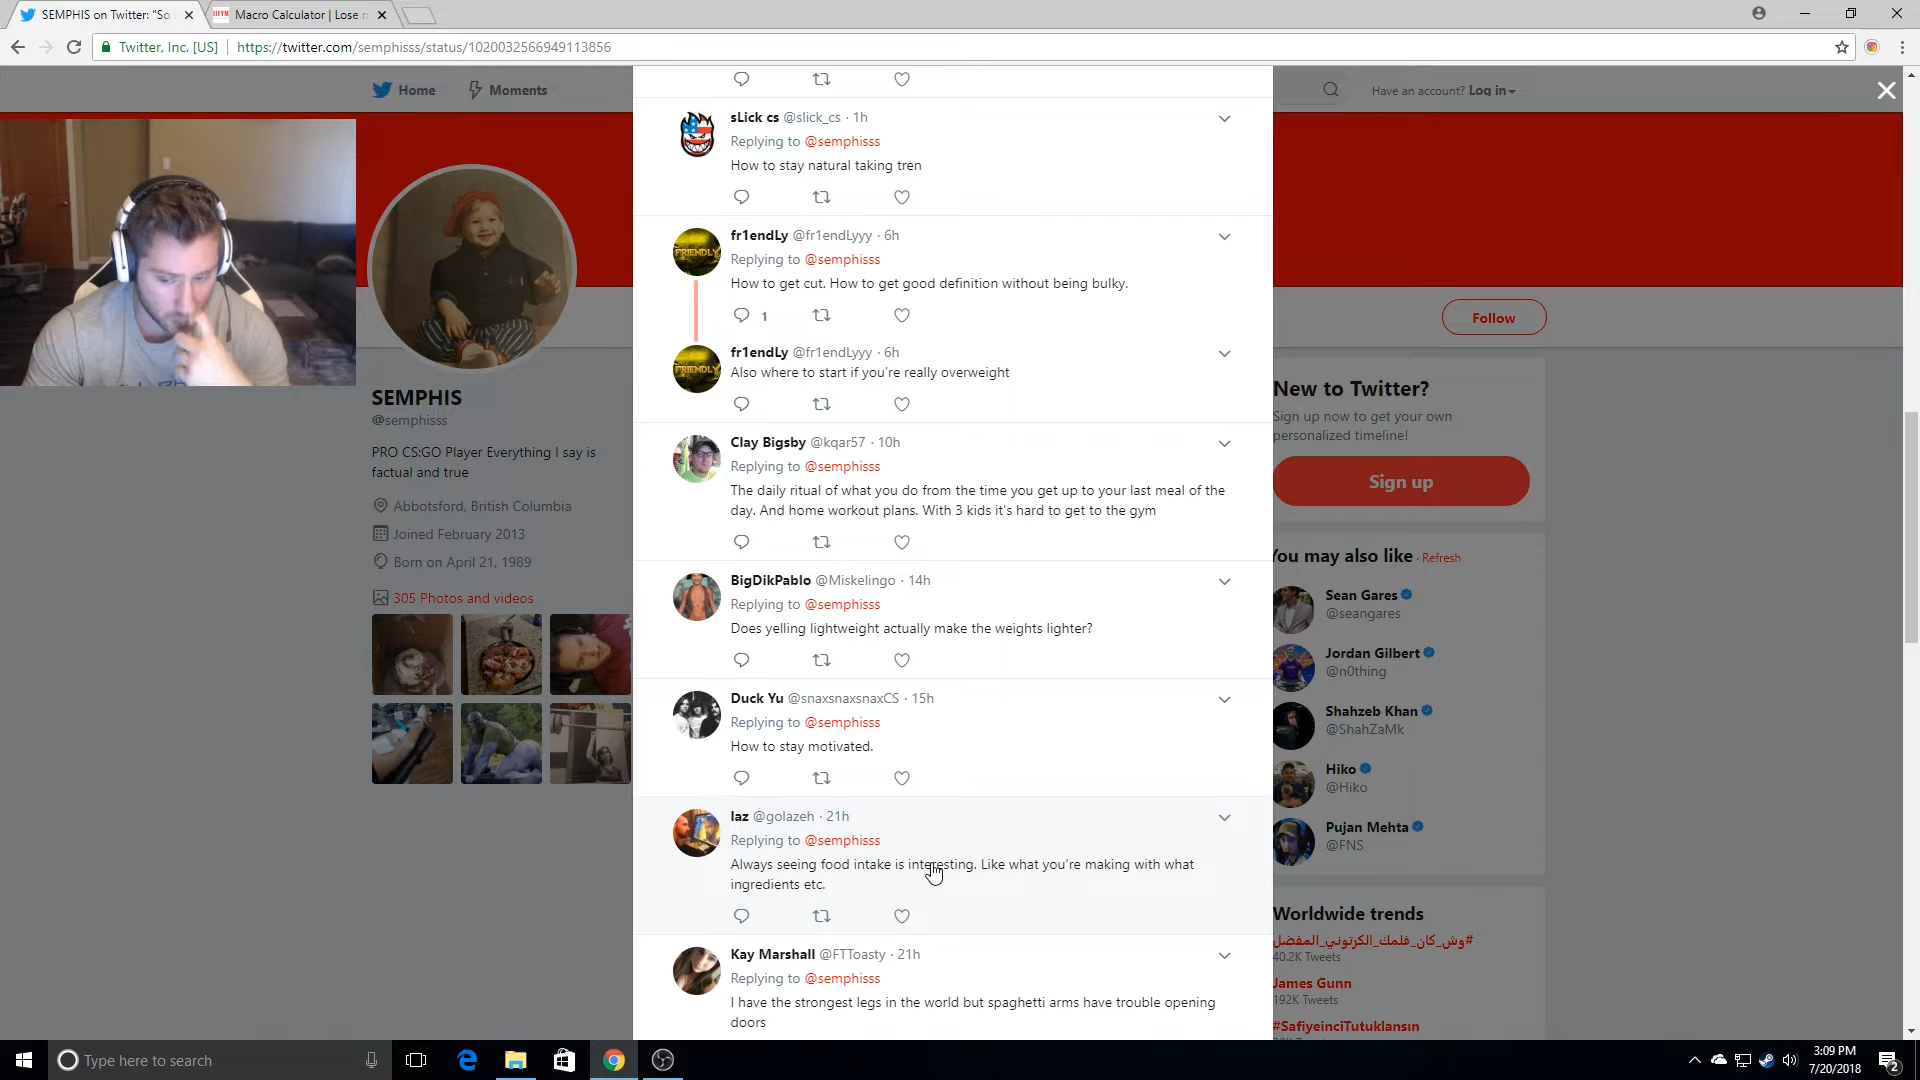 SEMPHIS on Twitter: "So
Macro Calculator | Lose
Twitter, Inc. [US]
https://twitter.com/semphisss/status/1020032566949113856
Home
Moments
Have an account? Log in
sLick cs @slick_cs · 1h
Replying to @semphisss
How to stay natural taking tren
FRIENDLY
fr1endLy @fr1endLyyy · 6h
Replying to @semphisss
How to get cut. How to get good definition without being bulky.
1
FRIENDLY
fr1endLy @fr1endLyyy · 6h
Also where to start if you're really overweight
Clay Bigsby @kqar57 · 10h
Replying to @semphisss
The daily ritual of what you do from the time you get up to your last meal of the
day. And home workout plans. With 3 kids it's hard to get to the gym
BigDikPablo @Miskelingo · 14h
Replying to @semphisss
Does yelling lightweight actually make the weights lighter?
Duck Yu @snaxsnaxsnaxCS · 15h
Replying to @semphisss
How to stay motivated.
laz @golazeh · 21h
Replying to @semphisss
Always seeing food intake is interesting. Like what you're making with what
ingredients etc.
Kay Marshall @FTToasty · 21h
Replying to @semphisss
I have the strongest legs in the world but spaghetti arms have trouble opening
doors
SEMPHIS
@semphisss
PRO CS:GO Player Everything I say is
factual and true
Abbotsford, British Columbia
Joined February 2013
Born on April 21, 1989
305 Photos and videos
Follow
New to Twitter?
Sign up now to get your own
personalized timeline!
Sign up
You may also like · Refresh
Sean Gares
@seangares
Jordan Gilbert
@n0thing
Shahzeb Khan
@ShahZaMk
Hiko
@Hiko
Pujan Mehta
@FNS
Worldwide trends
#وش_كان_فلمك_الكرتوني_المفضل
40.2K Tweets
James Gunn
192K Tweets
#SafiyeinciTutuklansın
Type here to search
3:09 PM
7/20/2018
2